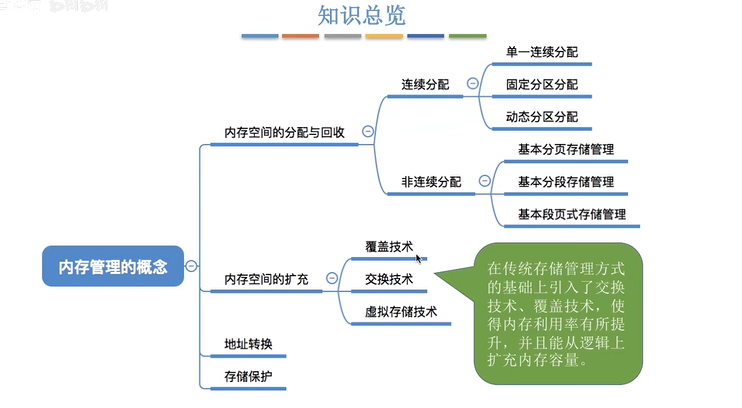 知识总览
单一连续分配
连续分配
固定分区分配
动态分区分配
内存空间的分配与回收
基本分页存储管理
非连续分配
基本分段存储管理
基本段页式存储管理
内存管理的概念
覆盖技术
内存空间的扩充
交换技术
虚拟存储技术
在传统存储管理方式
的基础上引入了交换
技术、覆盖技术，使
得内存利用率有所提
升，并且能从逻辑上
扩充内存容量。
地址转换
存储保护